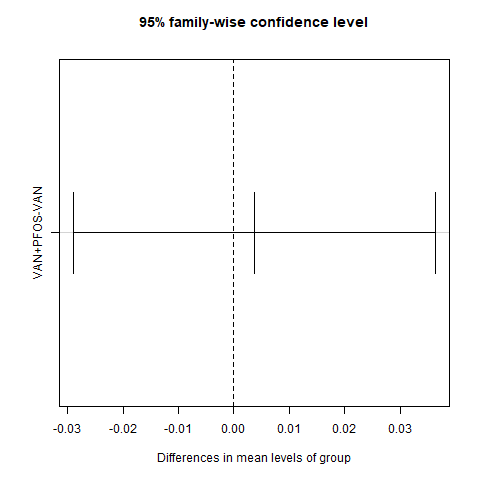 95% family-wise confidence level
VAN+PFOS-VAN
-0.03 -0.02 -0.01 0.00 0.01 0.02 0.03
Differences in mean levels of group